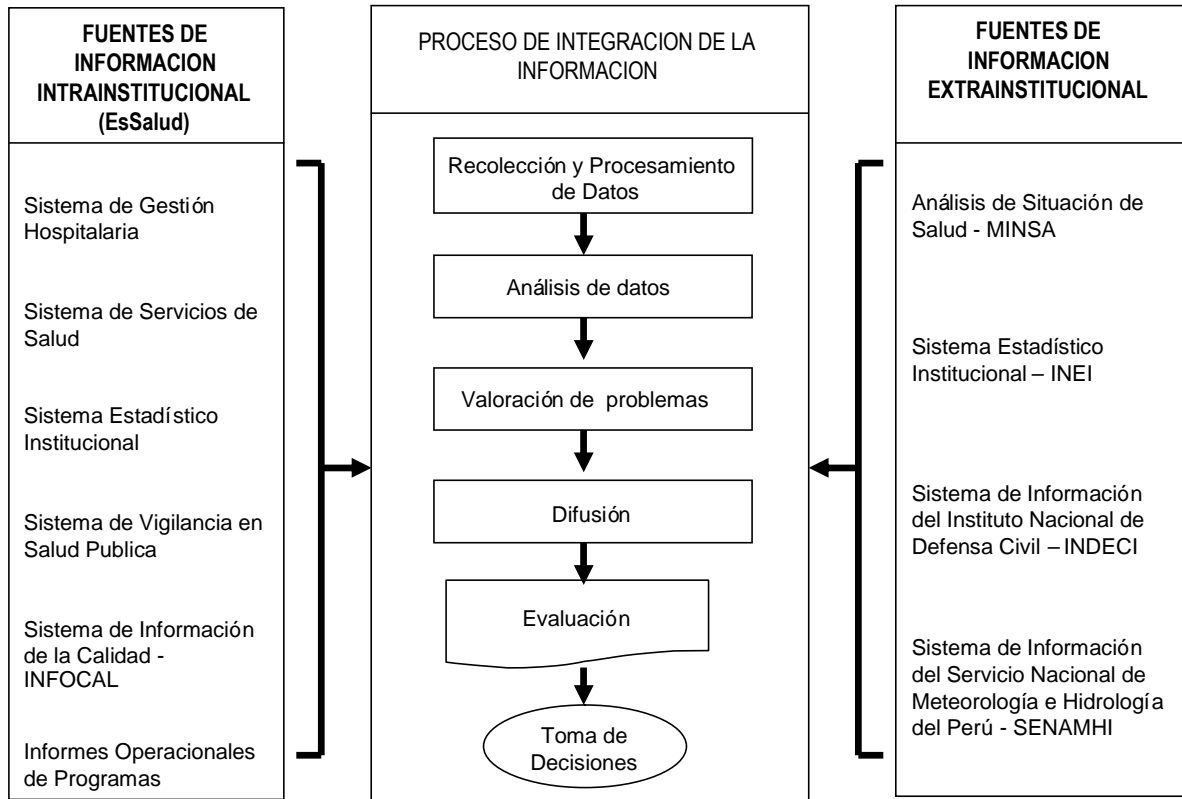 FUENTES DE
INFORMACION
INTRAINSTITUCIONAL
(EsSalud)
Sistema de Gestión
Hospitalaria
Sistema de Servicios de
Salud
Sistema Estadístico
Institucional
Sistema de Vigilancia en
Salud Publica
Sistema de Información
de la Calidad -
INFOCAL
Informes Operacionales
de Programas
PROCESO DE INTEGRACION DE LA
INFORMACION
Recolección y Procesamiento
de Datos
Análisis de datos
Valoración de problemas
Difusión
Evaluación
Toma de
Decisiones
FUENTES DE
INFORMACION
EXTRAINSTITUCIONAL
Análisis de Situación de
Salud - MINSA
Sistema Estadístico
Institucional – INEI
Sistema de Información
del Instituto Nacional de
Defensa Civil – INDECI
Sistema de Información
del Servicio Nacional de
Meteorología e Hidrología
del Perú - SENAMHI